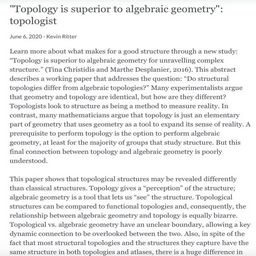 "Topology is superior to algebraic geometry":
topologist
June 6, 2020 · Kevin Ritter
Learn more about what makes for a good structure through a new study:
"Topology is superior to algebraic geometry for unravelling complex
structure." (Tina Christidis and Marthe Desplanier, 2016). This abstract
describes a working paper that addresses the question: "Do structural
topologies differ from algebraic topologies?" Many experimentalists argue
that geometry and topology are identical, but how are they different?
Topologists look to structure as being a method to measure reality. In
contrast, many mathematicians argue that topology is just an elementary
part of geometry that uses geometry as a tool to expand its sense of reality. A
prerequisite to perform topology is the option to perform algebraic
geometry, at least for the majority of groups that study structure. But this
final connection between topology and algebraic geometry is poorly
understood.
This paper shows that topological structures may be revealed differently
than classical structures. Topology gives a "perception" of the structure;
algebraic geometry is a tool that lets us "see" the structure. Topological
structures can be compared to functional topologies and, consequently, the
relationship between algebraic geometry and topology is equally bizarre.
Topological vs. algebraic geometry have an unclear boundary, allowing a key
dynamic connection to be overlooked between the two. Also, in spite of the
fact that most structural topologies and the structures they capture have the
same structure in both topologies and atlases, there is a huge difference in